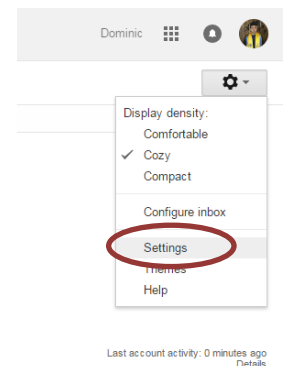 Dominic
Display density:
Comfortable
✓ Cozy
Compact
Configure inbox
Settings
Themes
Help
Last account activity: 0 minutes ago
Details